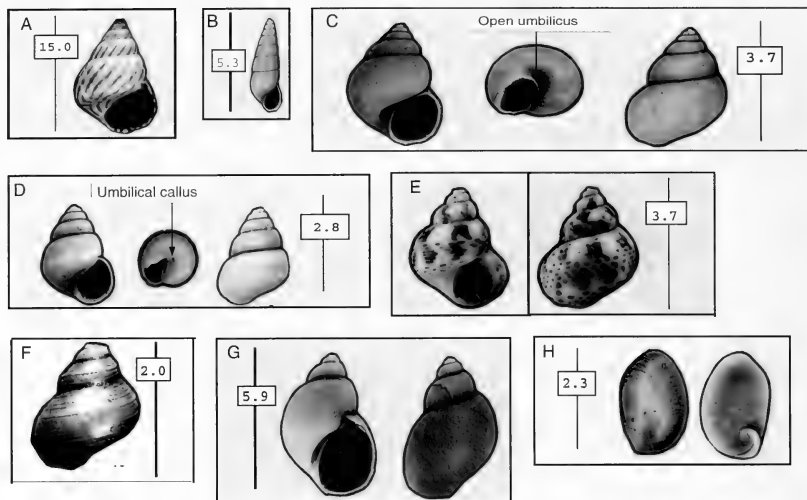 A
15.0
B
5.3
C
Open umbilicus
3.7
D
Umbilical callus
2.8
E
3.7
F
2.0
G
5.9
H
2.3